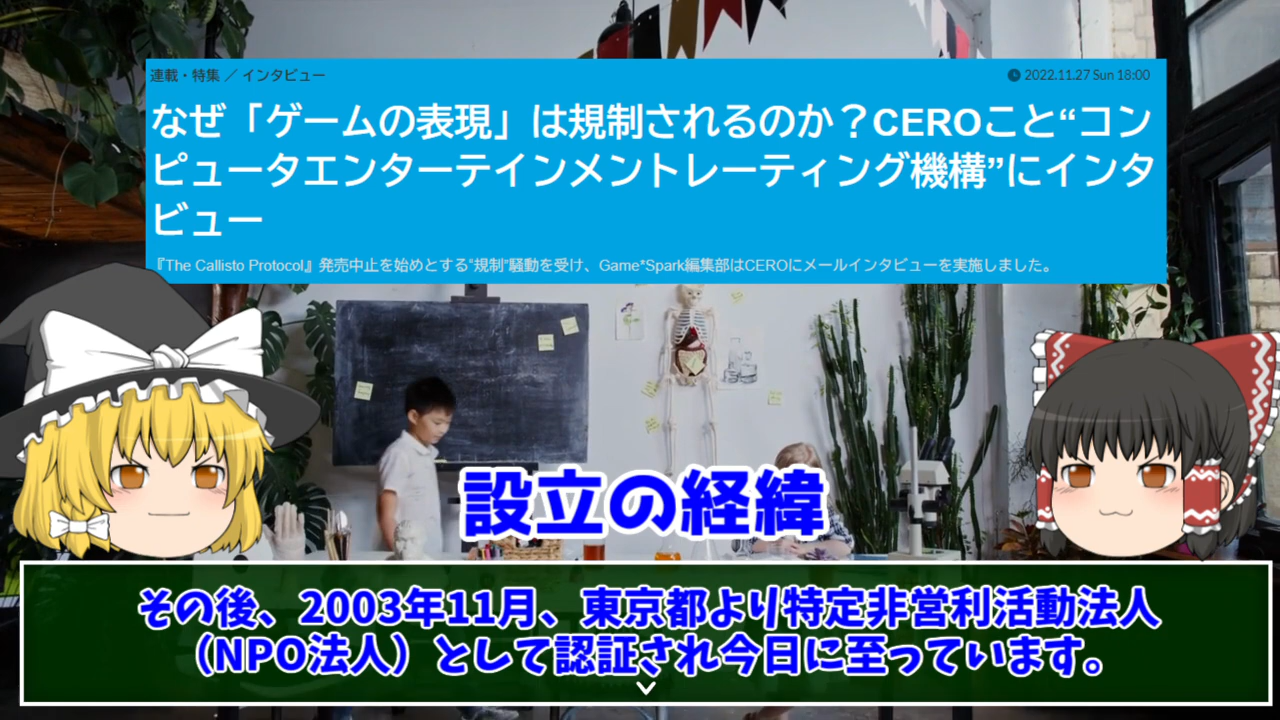 連載・特集 ／ インタビュー
2022.11.27 Sun 18:00
なぜ「ゲームの表現」は規制されるのか？CEROこと“コン
ピュータエンターテインメントレーティング機構”にインタ
ビュー
『The Callisto Protocol』発売中止を始めとする“規制”騒動を受け、Game*Spark編集部はCEROにメールインタビューを実施しました。
設立の経緯
その後、2003年11月、東京都より特定非営利活動法人
（NPO法人）として認証され今日に至っています。